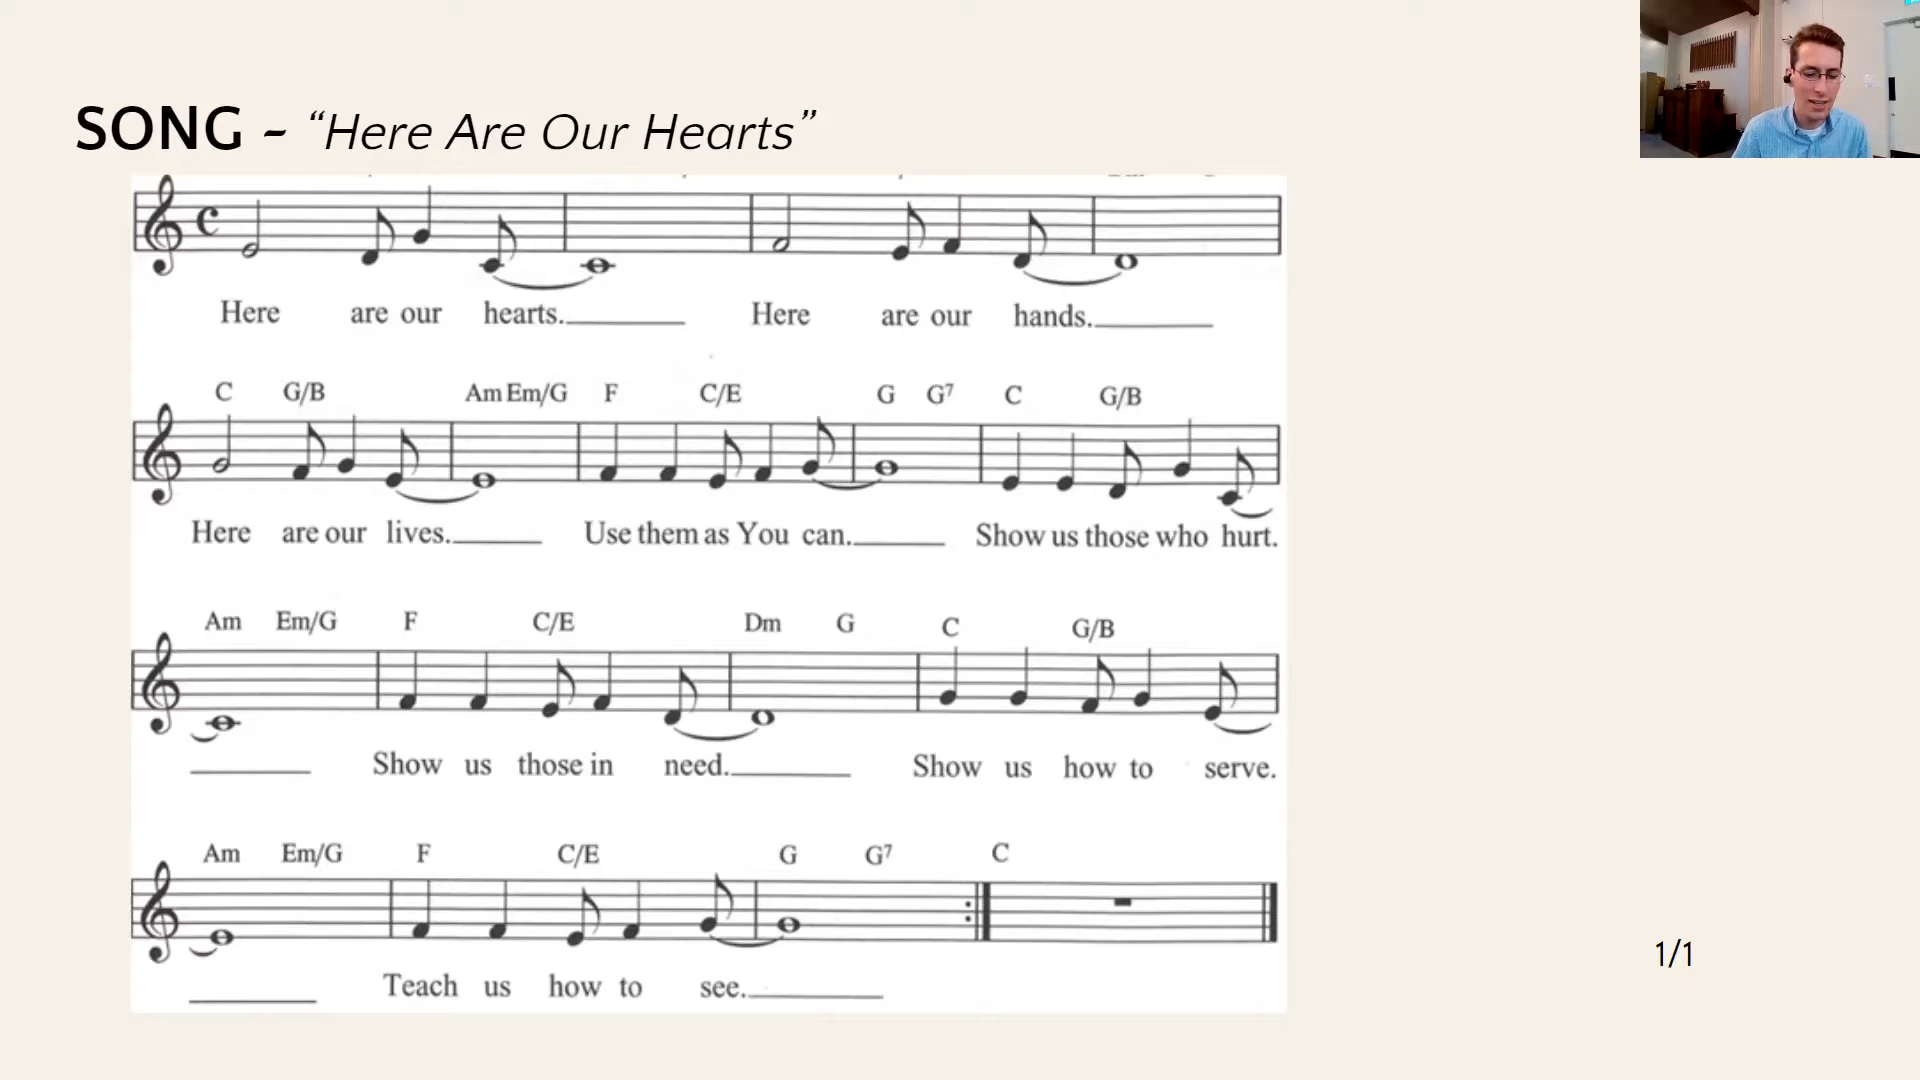 SONG ~ “Here Are Our Hearts”
Here are our hearts. Here are our hands.
C G/B Am Em/G F C/E G G7 C G/B
Here are our lives. Use them as You can. Show us those who hurt.
Am Em/G F C/E Dm G C G/B
Show us those in need. Show us how to serve.
Am Em/G F C/E G G7 C
Teach us how to see.
1/1